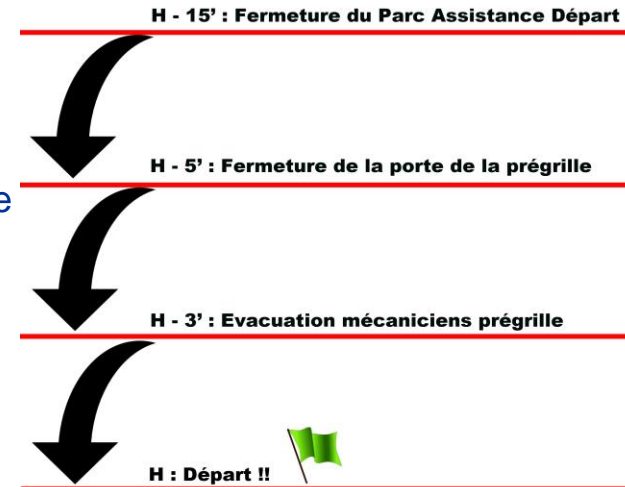 H - 15’ : Fermeture du Parc Assistance Départ
H - 5’ : Fermeture de la porte de la prégrille
e
H - 3’ : Evacuation mécaniciens prégrille
H : Départ !!